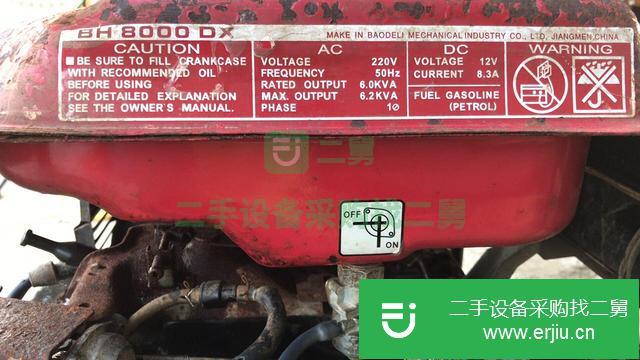 BH 8000 DX
MAKE IN BAODELI MECHANICAL INDUSTRY CO., LTD, JIANGMEN,CHINA
CAUTION
■ BE SURE TO FILL CRANKCASE
WITH RECOMMENDED OIL
BEFORE USING
FOR DETAILED EXPLANATION
SEE THE OWNER'S MANUAL.
AC
VOLTAGE 220V
FREQUENCY 50Hz
RATED OUTPUT 6.0KVA
MAX. OUTPUT 6.2KVA
PHASE 1Ø
DC
VOLTAGE 12V
CURRENT 8.3A
FUEL GASOLINE
(PETROL)
WARNING
二舅
二手设备采购找二舅
OFF
ON
二手设备采购找二舅
www.erjiu.cn